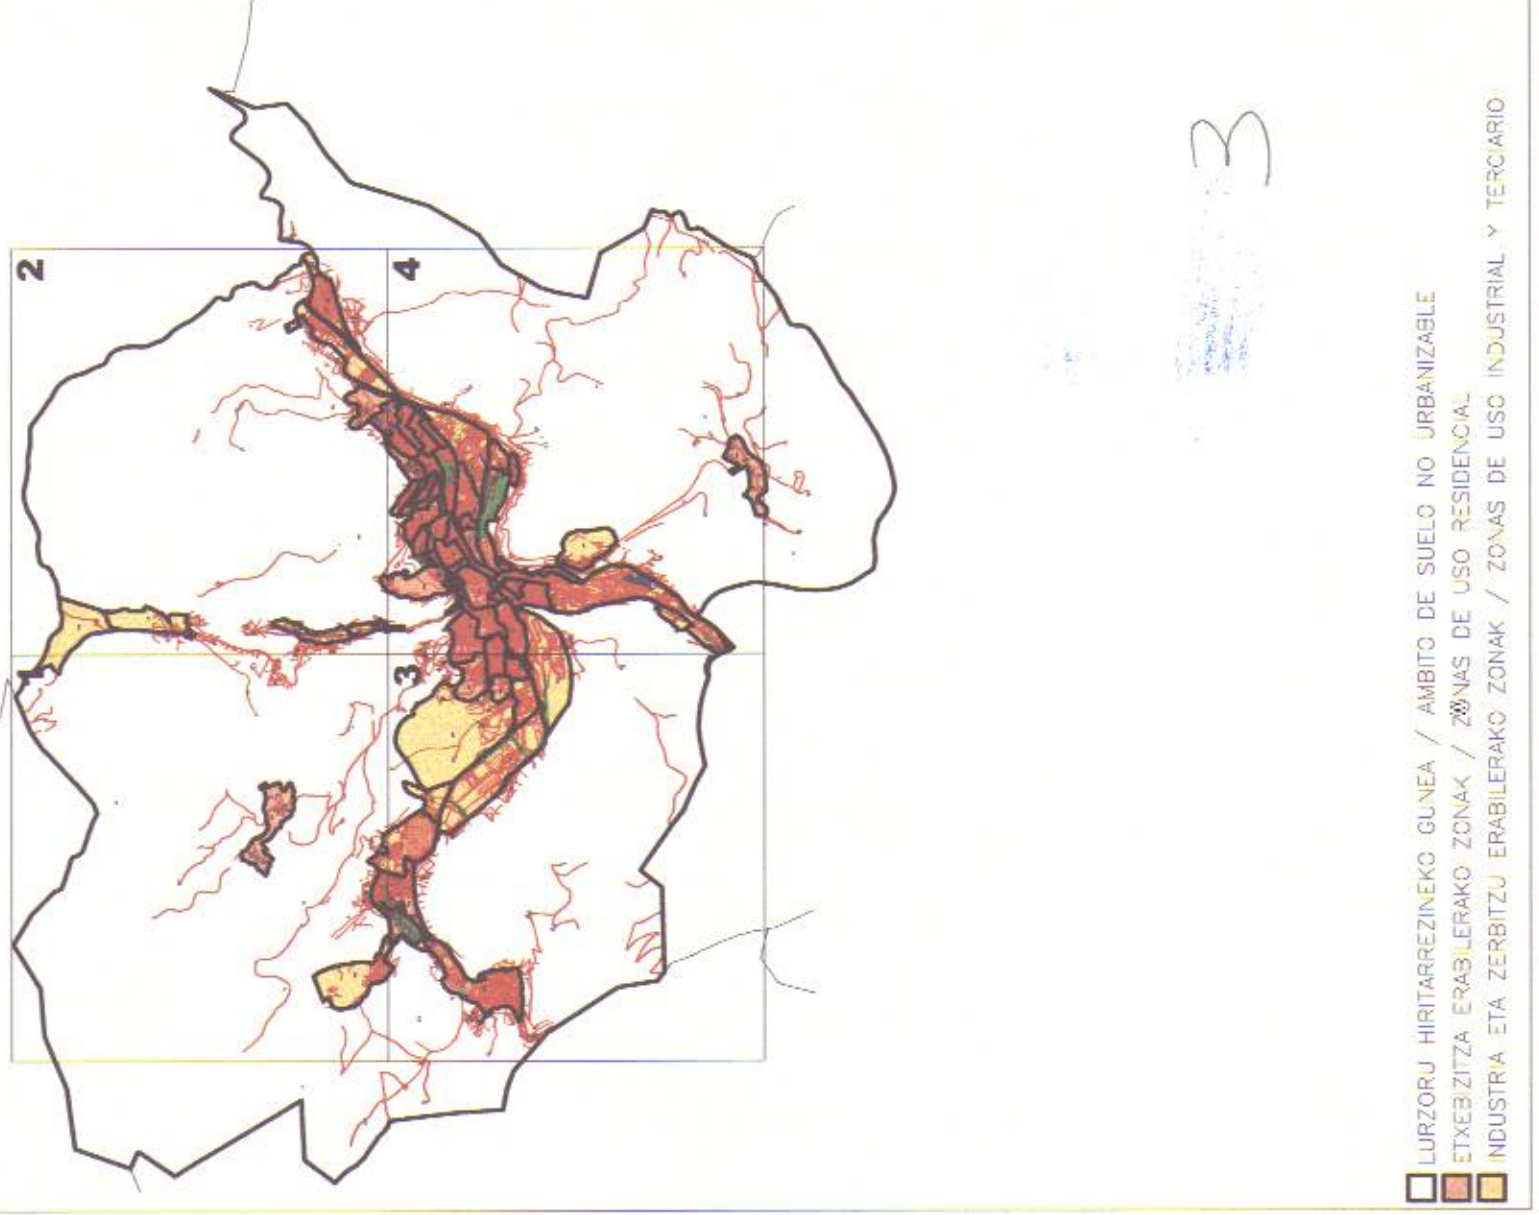 2
4
1
3
3
LURZORU HIRITARREZINEKO GUNEA / AMBITO DE SUELO NO URBANIZABLE
ETXEBIZITZA ERABILERAKO ZONAK / ZONAS DE USO RESIDENCIAL
INDUSTRIA ETA ZERBITZU ERABILERAKO ZONAK / ZONAS DE USO INDUSTRIAL Y TERCIARIO